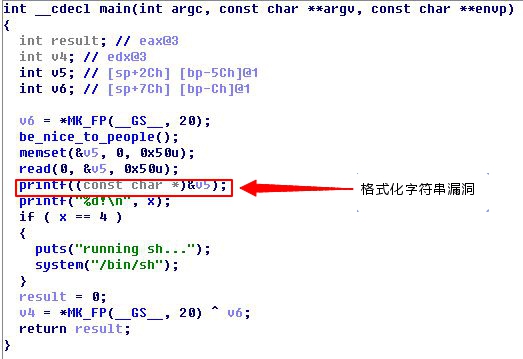 int __cdecl main(int argc, const char **argv, const char **envp)
{
int result; // eax@3
int v4; // edx@3
int v5; // [sp+2Ch] [bp-5Ch]@1
int v6; // [sp+7Ch] [bp-Ch]@1
v6 = *MK_FP(__GS__, 20);
be_nice_to_people();
memset(&v5, 0, 0x50u);
read(0, &v5, 0x50u);
printf((const char *)&v5); 格式化字符串漏洞
printf("%d!\n", x);
if ( x == 4 )
{
puts("running sh...");
system("/bin/sh");
}
result = 0;
v4 = *MK_FP(__GS__, 20) ^ v6;
return result;
}